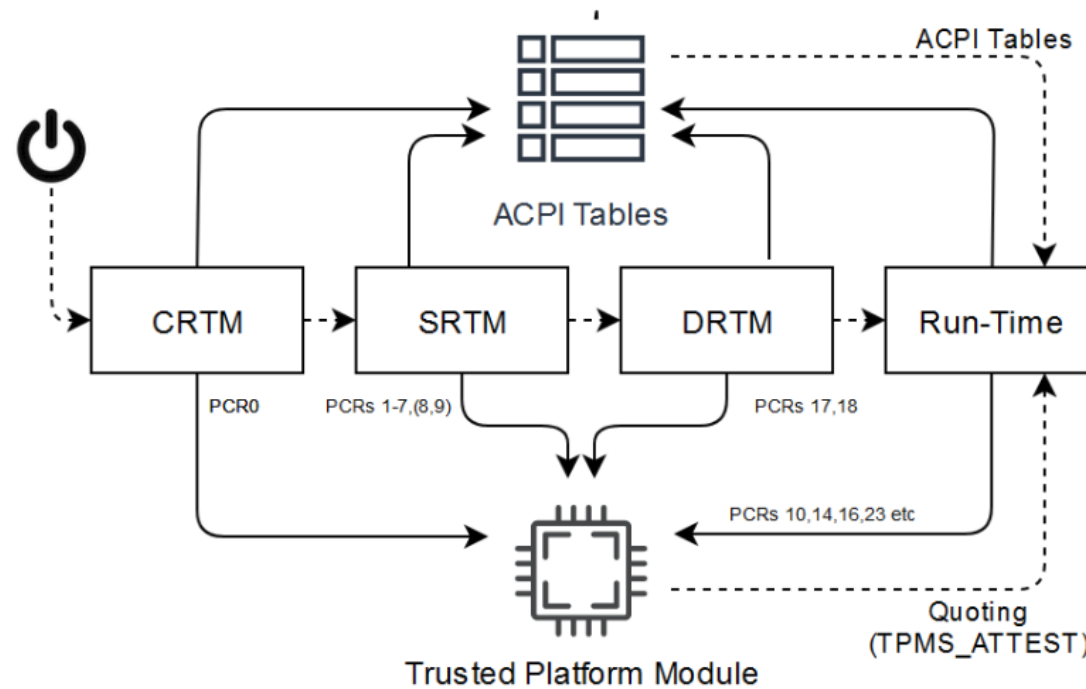 ACPI Tables
ACPI Tables
CRTM
SRTM
DRTM
Run-Time
PCR0
PCRs 1-7,(8,9)
PCRs 17,18
PCRs 10,14,16,23 etc
Quoting
(TPMS_ATTEST)
Trusted Platform Module